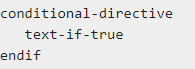 conditional-directive
   text-if-true
endif